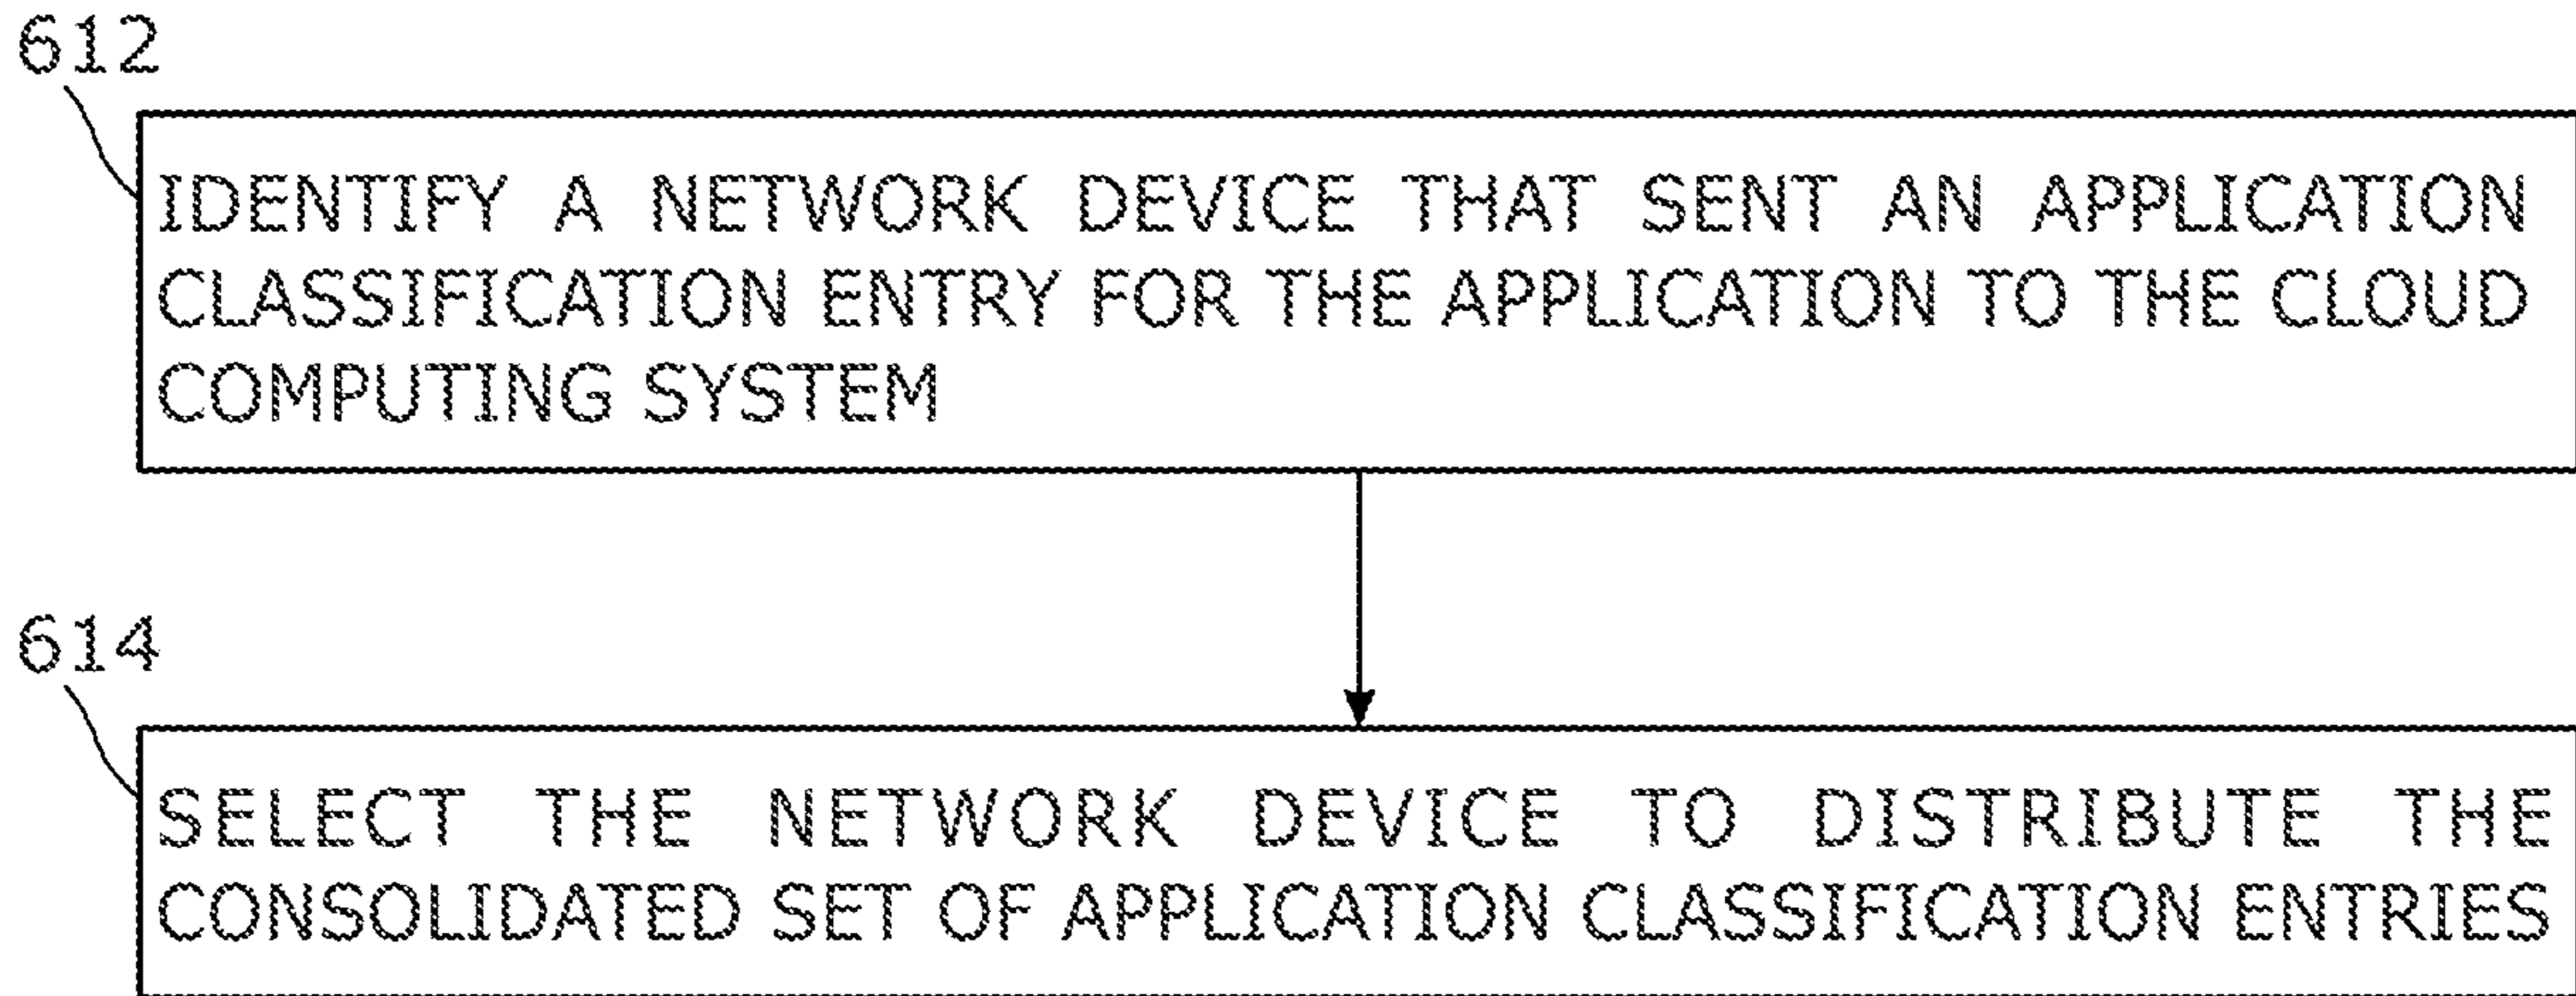 612
IDENTIFY A NETWORK DEVICE THAT SENT AN APPLICATION
CLASSIFICATION ENTRY FOR THE APPLICATION TO THE CLOUD
COMPUTING SYSTEM
614
SELECT THE NETWORK DEVICE TO DISTRIBUTE THE
CONSOLIDATED SET OF APPLICATION CLASSIFICATION ENTRIES